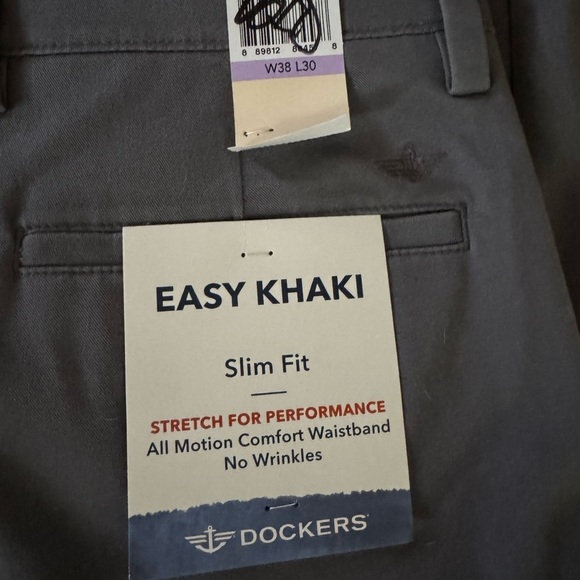 W38 L30
EASY KHAKI
Slim Fit
STRETCH FOR PERFORMANCE
All Motion Comfort Waistband
No Wrinkles
DOCKERS